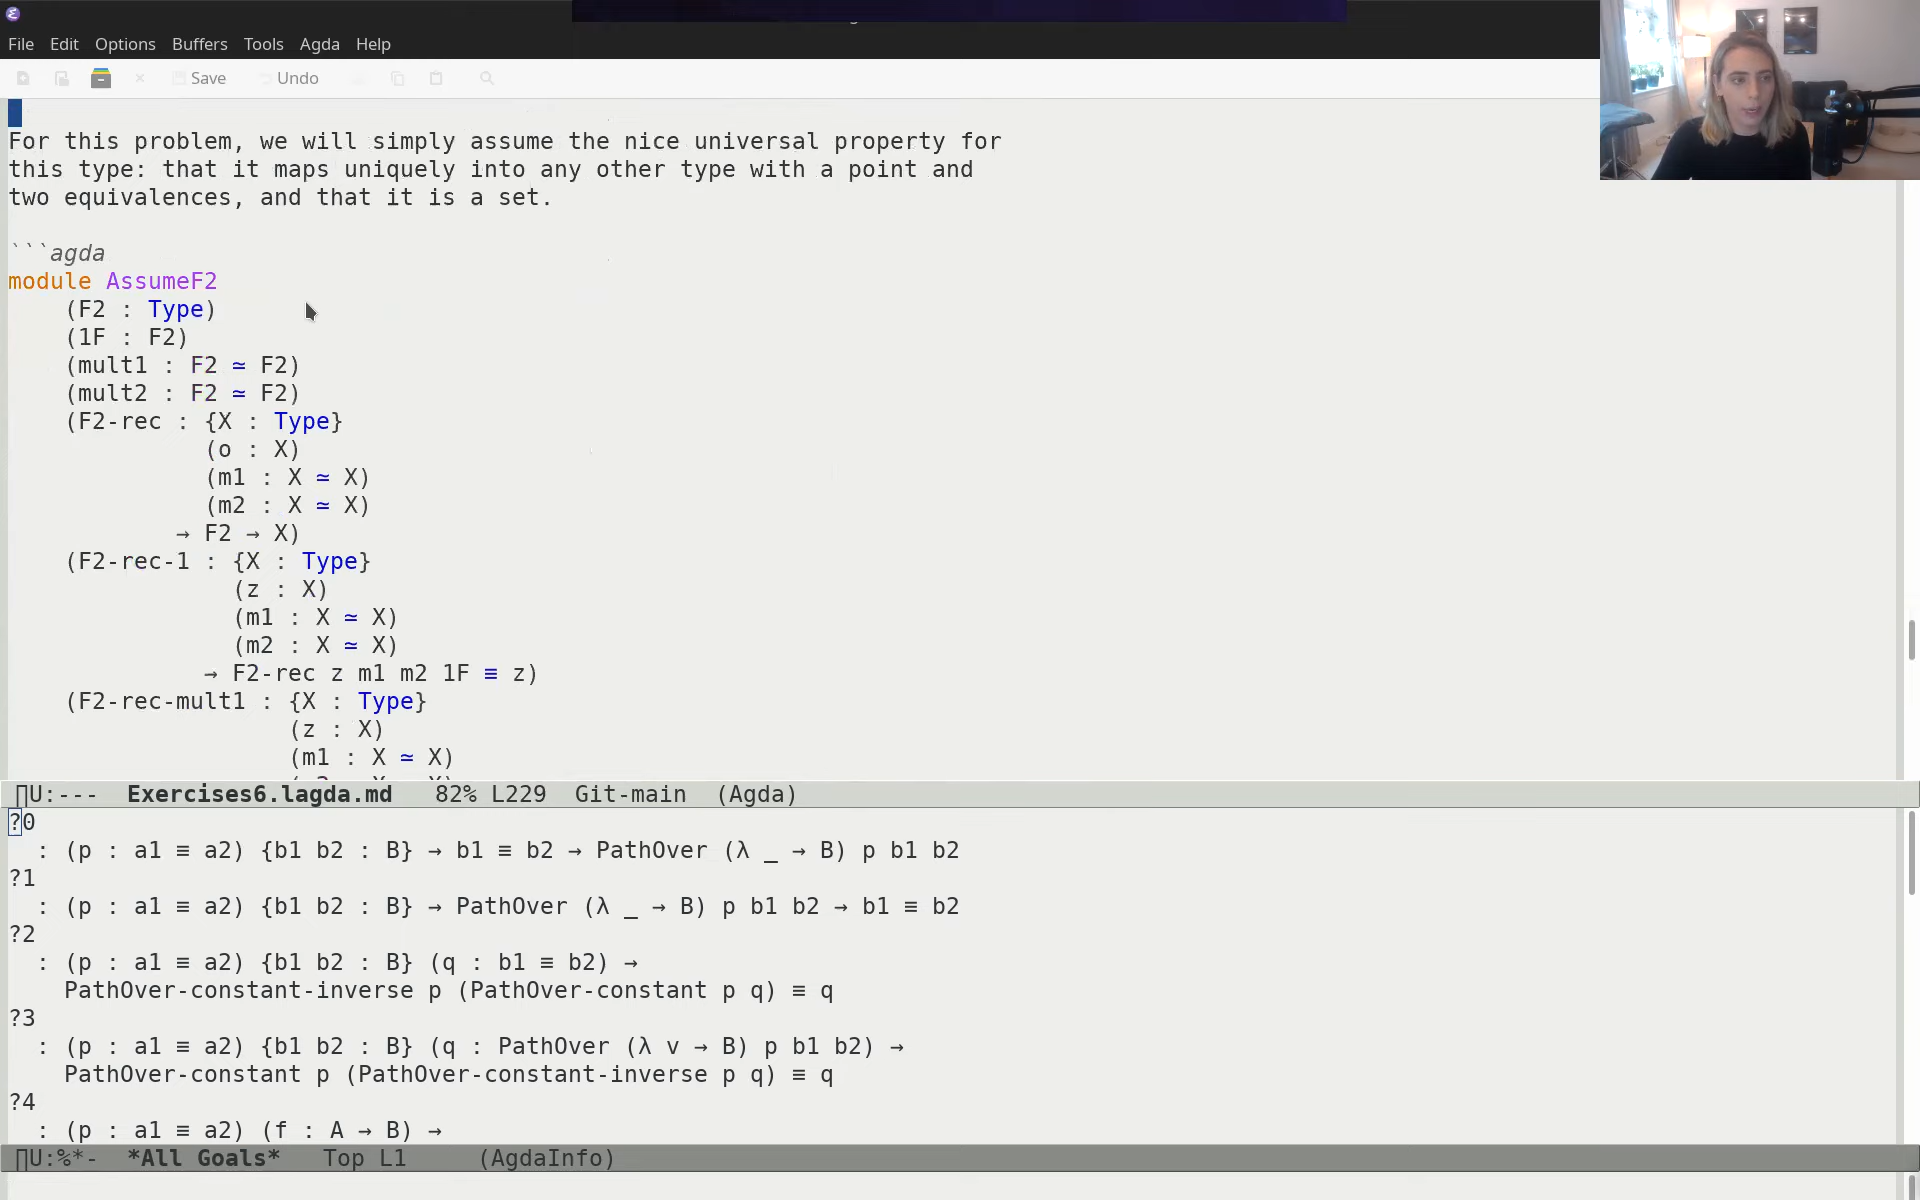 File Edit Options Buffers Tools Agda Help
Save Undo
For this problem, we will simply assume the nice universal property for
this type: that it maps uniquely into any other type with a point and
two equivalences, and that it is a set.
```agda
module AssumeF2
(F2 : Type)
(1F : F2)
(mult1 : F2 ≃ F2)
(mult2 : F2 ≃ F2)
(F2-rec : {X : Type}
(o : X)
(m1 : X ≃ X)
(m2 : X ≃ X)
→ F2 → X)
(F2-rec-1 : {X : Type}
(z : X)
(m1 : X ≃ X)
(m2 : X ≃ X)
→ F2-rec z m1 m2 1F ≡ z)
(F2-rec-mult1 : {X : Type}
(z : X)
(m1 : X ≃ X)
U:--- Exercises6.lagda.md 82% L229 Git-main (Agda)
?0
: (p : a1 ≡ a2) {b1 b2 : B} → b1 ≡ b2 → PathOver (λ _ → B) p b1 b2
?1
: (p : a1 ≡ a2) {b1 b2 : B} → PathOver (λ _ → B) p b1 b2 → b1 ≡ b2
?2
: (p : a1 ≡ a2) {b1 b2 : B} (q : b1 ≡ b2) →
PathOver-constant-inverse p (PathOver-constant p q) ≡ q
?3
: (p : a1 ≡ a2) {b1 b2 : B} (q : PathOver (λ v → B) p b1 b2) →
PathOver-constant p (PathOver-constant-inverse p q) ≡ q
?4
: (p : a1 ≡ a2) (f : A → B) →
U:%*- *All Goals* Top L1 (AgdaInfo)